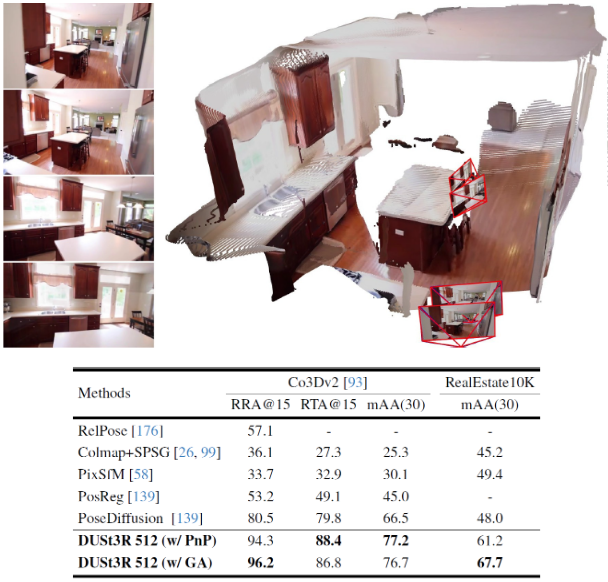 Methods Co3Dv2 [93] RealEstate10K
RRA@15 RTA@15 mAA(30) mAA(30)
RelPose [176] 57.1 - - -
Colmap+SPSG [26, 99] 36.1 27.3 25.3 45.2
PixSfM [58] 33.7 32.9 30.1 49.4
PosReg [139] 53.2 49.1 45.0 -
PoseDiffusion [139] 80.5 79.8 66.5 48.0
DUSt3R 512 (w/ PnP) 94.3 88.4 77.2 61.2
DUSt3R 512 (w/ GA) 96.2 86.8 76.7 67.7